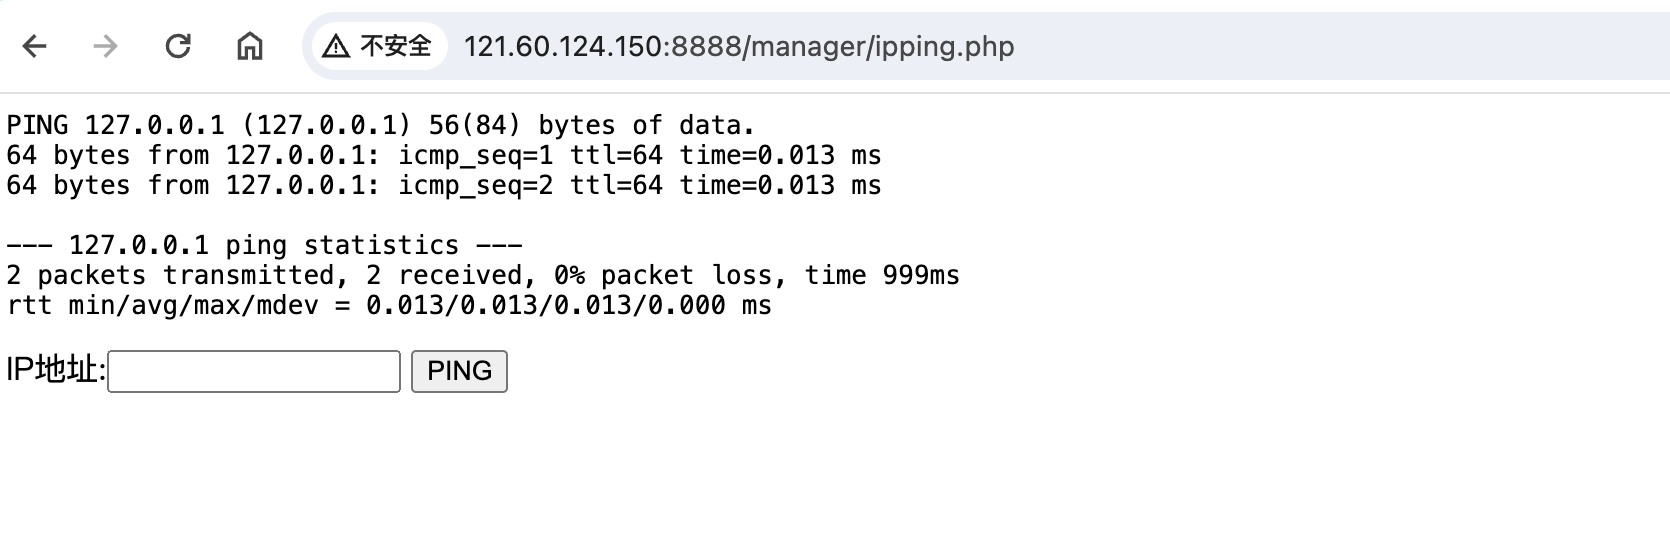 不安全 121.60.124.150:8888/manager/ipping.php
PING 127.0.0.1 (127.0.0.1) 56(84) bytes of data.
64 bytes from 127.0.0.1: icmp_seq=1 ttl=64 time=0.013 ms
64 bytes from 127.0.0.1: icmp_seq=2 ttl=64 time=0.013 ms
--- 127.0.0.1 ping statistics ---
2 packets transmitted, 2 received, 0% packet loss, time 999ms
rtt min/avg/max/mdev = 0.013/0.013/0.013/0.000 ms
IP地址: PING